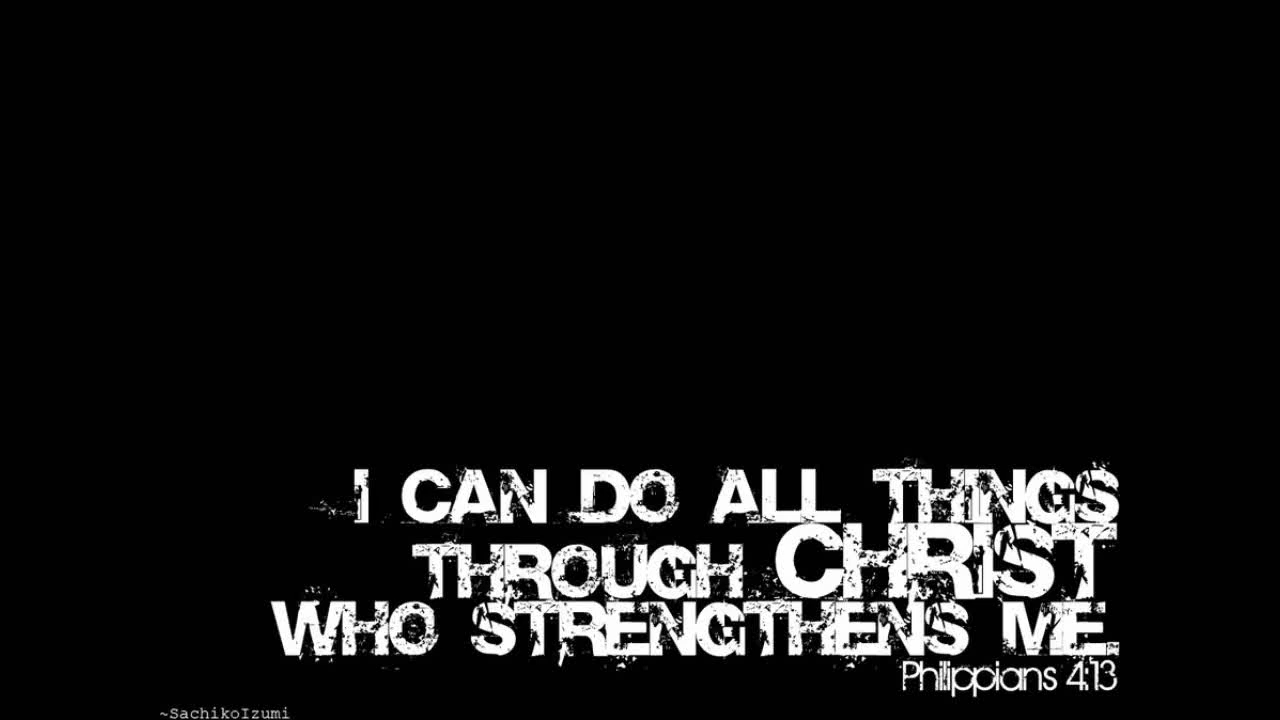 I CAN DO ALL THINGS
THROUGH CHRIST
WHO STRENGTHENS ME.
Philippians 4:13
~SachikoIzumi